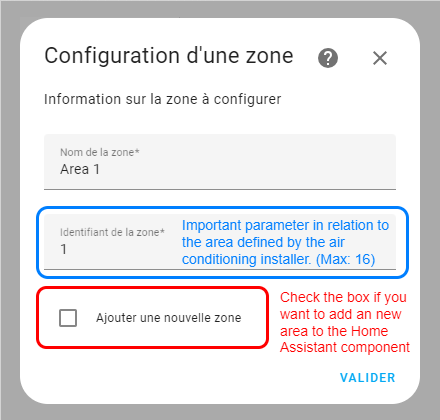 Configuration d'une zone
Information sur la zone à configurer
Nom de la zone*
Area 1
Identifiant de la zone*
1
Important parameter in relation to
the area defined by the air
conditioning installer. (Max: 16)
Ajouter une nouvelle zone
Check the box if you
want to add an new
area to the Home
Assistant component
VALIDER